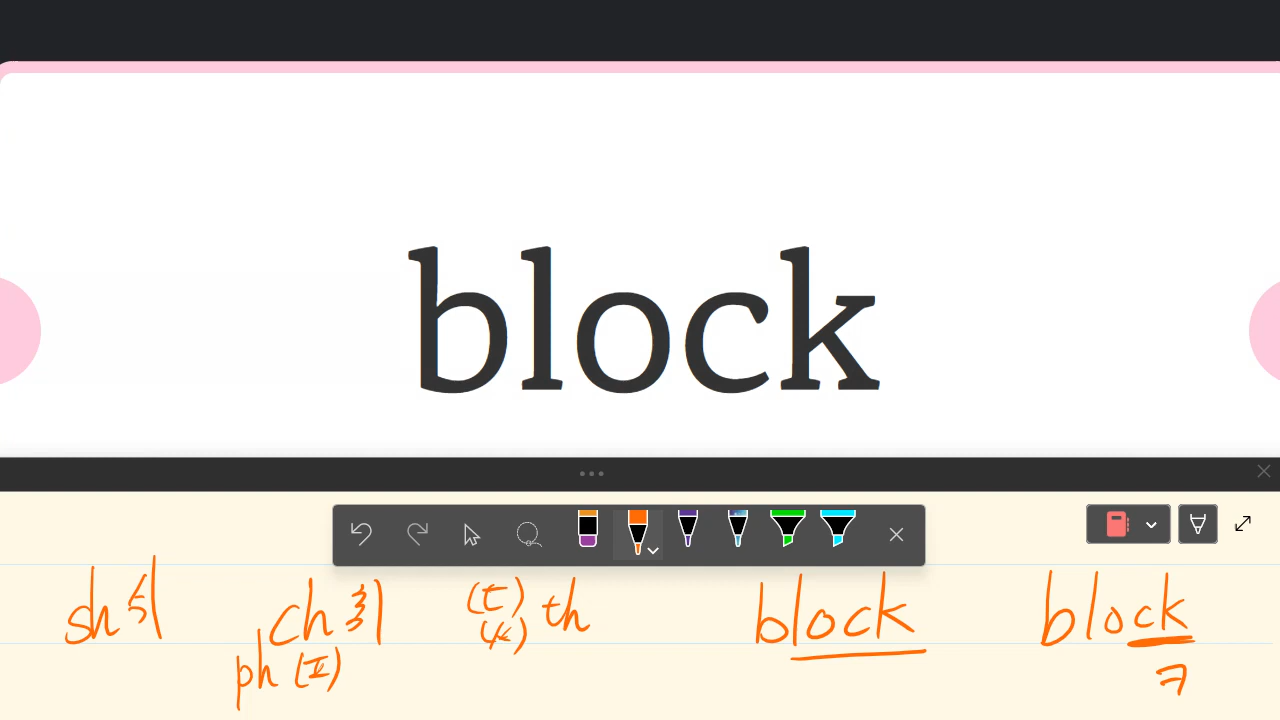 block
sh 쉬 ch 취 (ㄷ) th block block
ph (ㅍ) (ㅆ) ㅋ